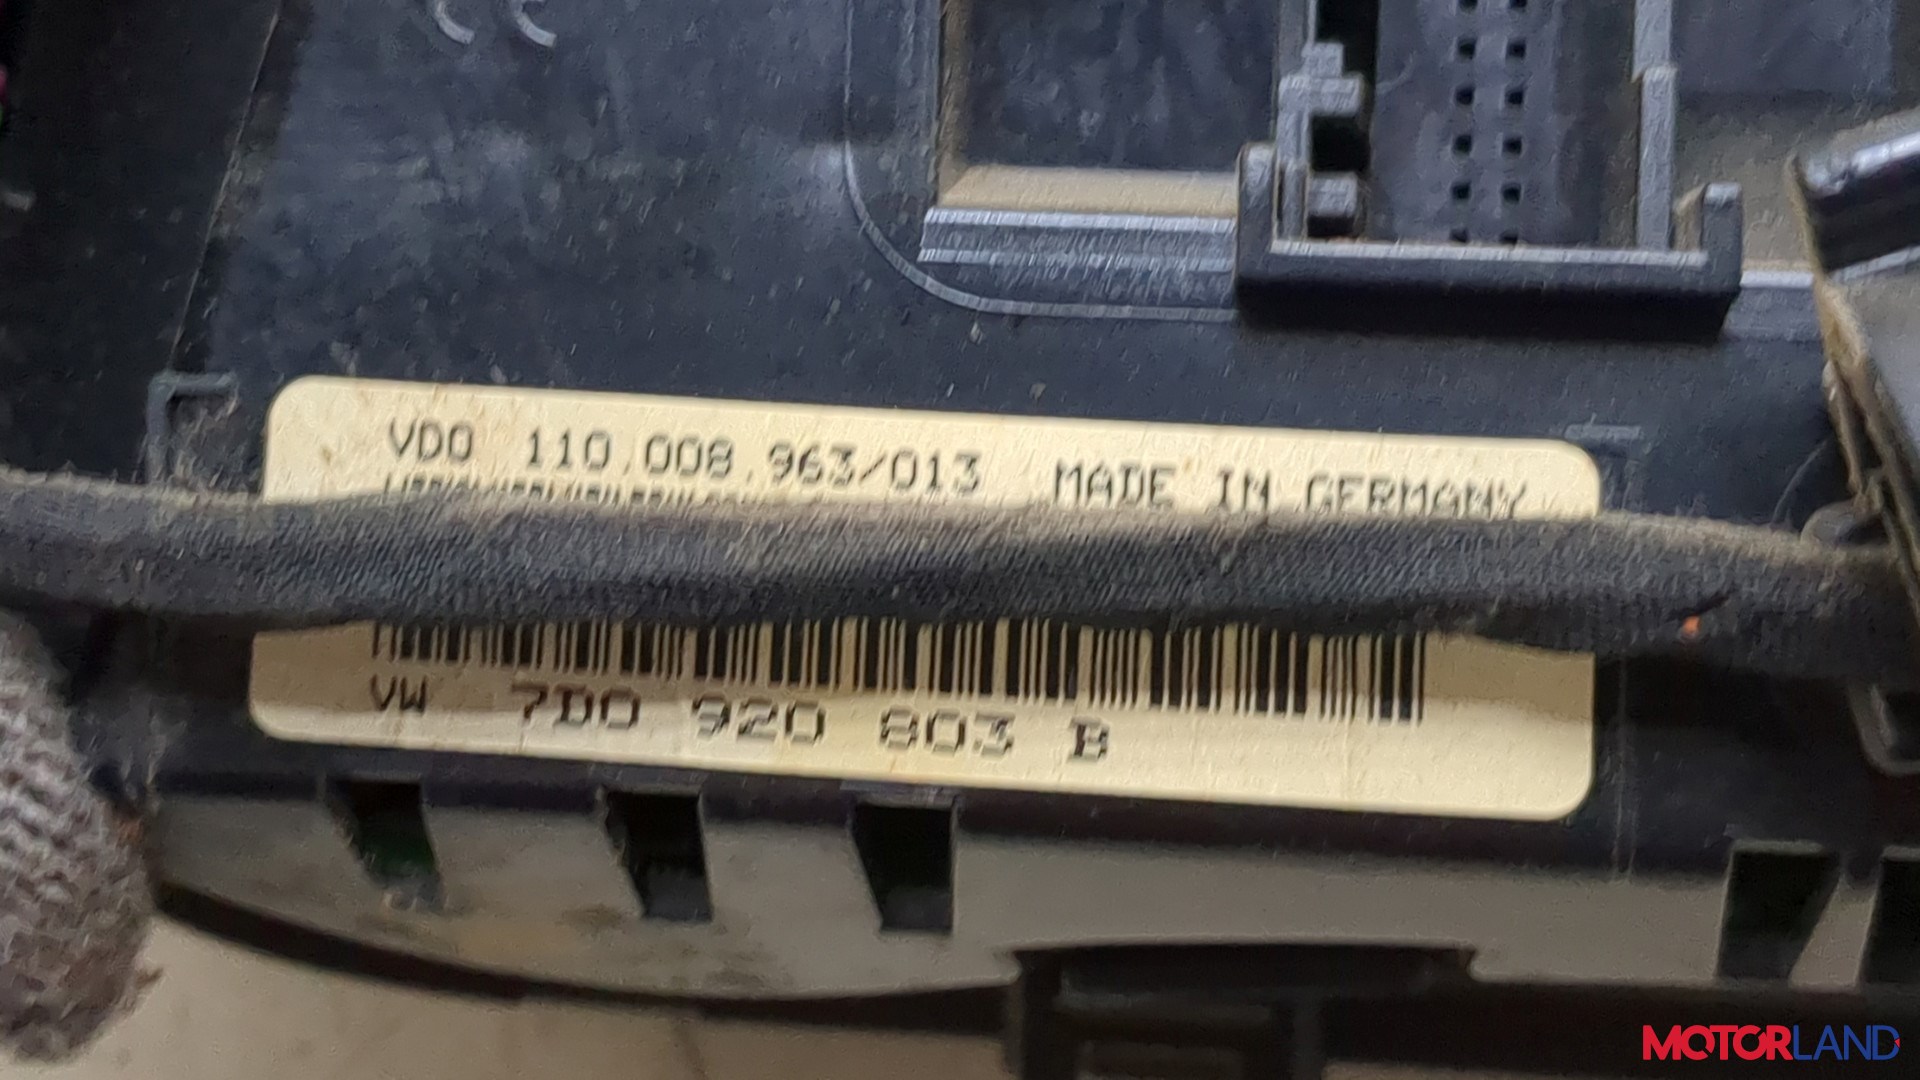 CE
VDO 110.008.963/013 MADE IN GERMANY
VW 7D0 920 803 B
MOTORLAND